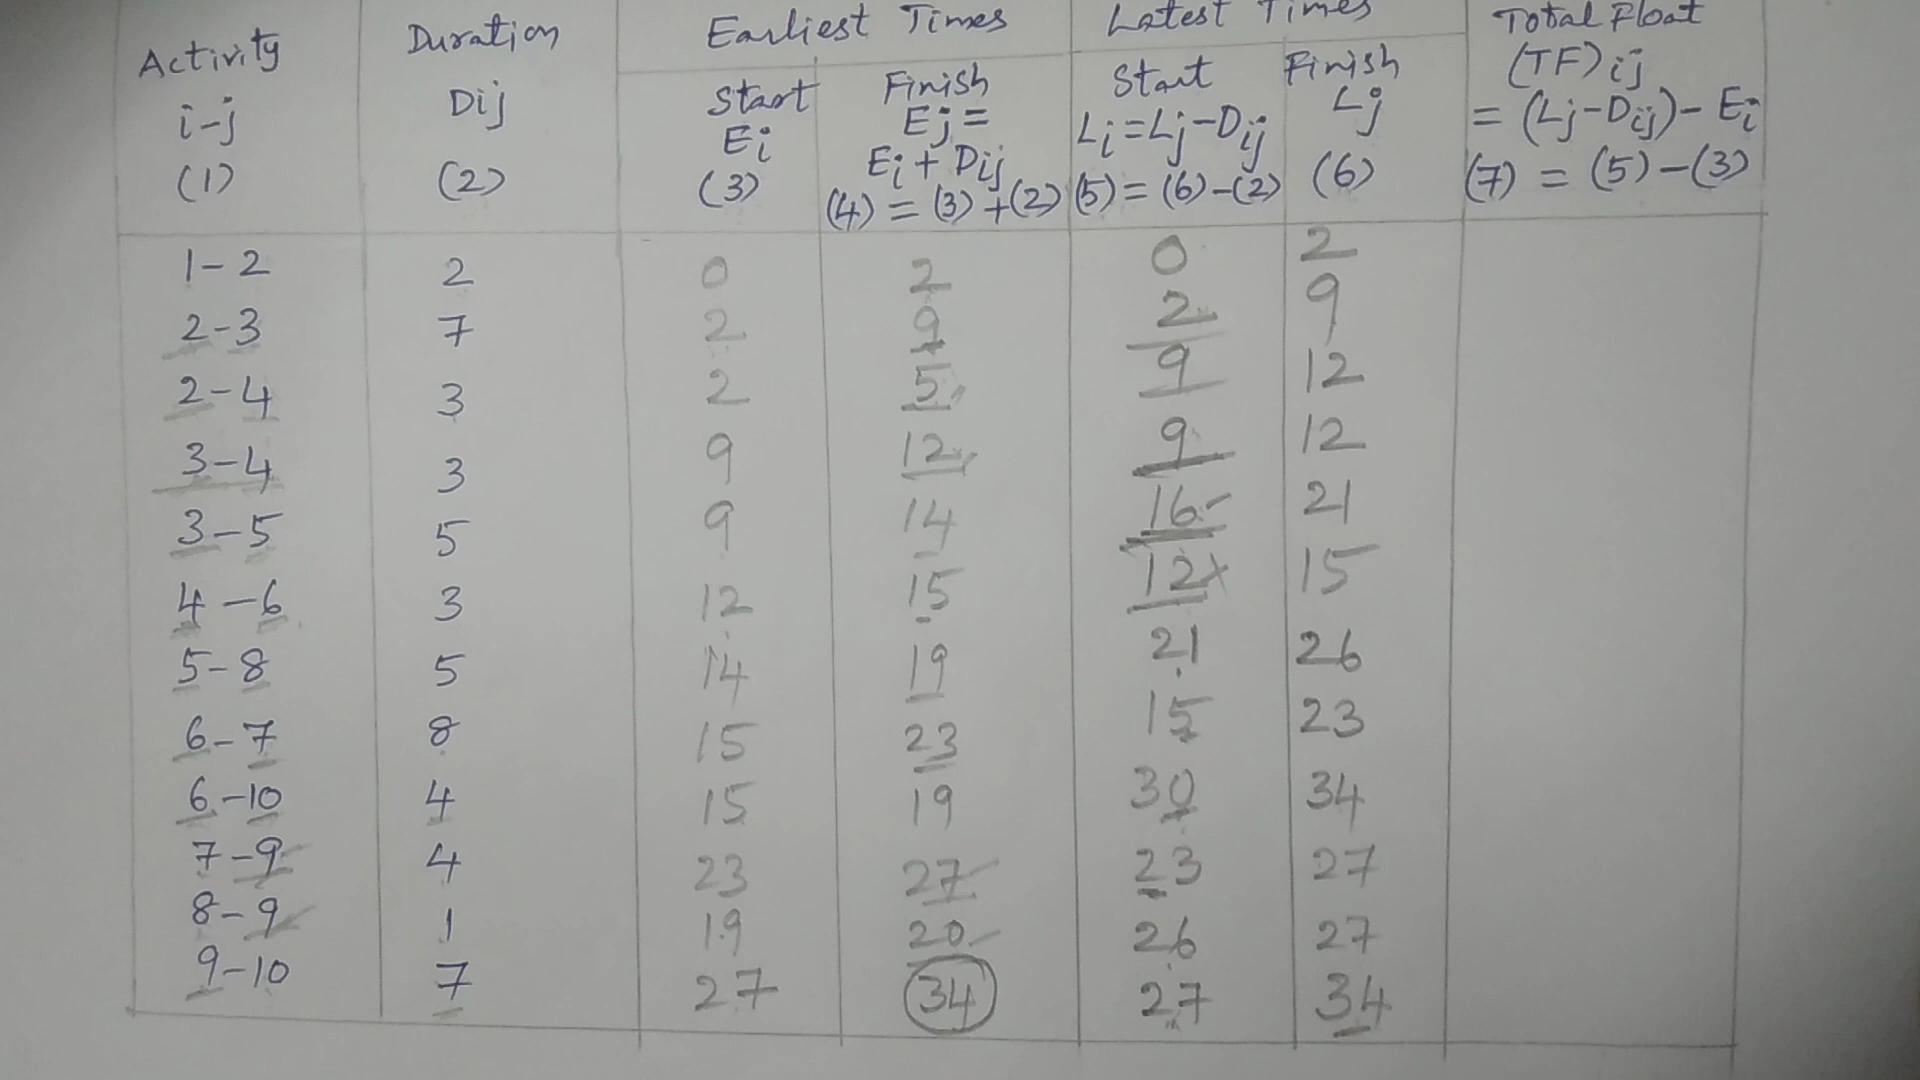 Activity Duration Earliest Times Latest Times Total Float
i-j Dij Start Finish Start Finish (TF)ij
Ei Ej = Li=Lj-Dij Lj = (Lj-Dij)-Ei
Ei + Dij
(1) (2) (3) (4) = (3)+(2) (5) = (6)-(2) (6) (7) = (5)-(3)
1-2 2 0 2 0 2
2-3 7 2 9 2 9
2-4 3 2 5 9 12
3-4 3 9 12 9 12
3-5 5 9 14 16 21
4-6 3 12 15 12 15
5-8 5 14 19 21 26
6-7 8 15 23 15 23
6-10 4 15 19 30 34
7-9 4 23 27 23 27
8-9 1 19 20 26 27
9-10 7 27 34 27 34